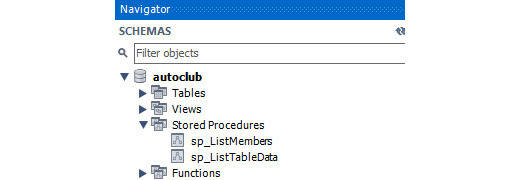 Navigator
SCHEMAS
Filter objects
autoclub
Tables
Views
Stored Procedures
sp_ListMembers
sp_ListTableData
Functions